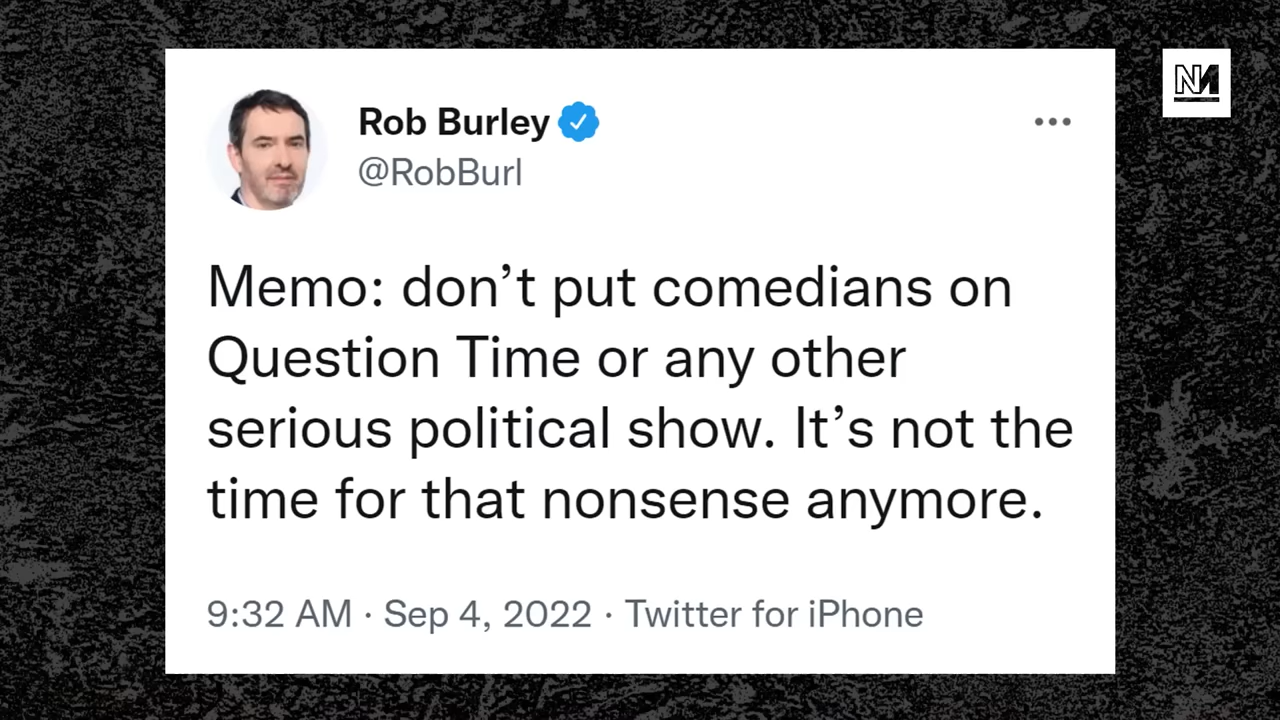 Rob Burley
@RobBurl
Memo: don’t put comedians on
Question Time or any other
serious political show. It’s not the
time for that nonsense anymore.
9:32 AM · Sep 4, 2022 · Twitter for iPhone